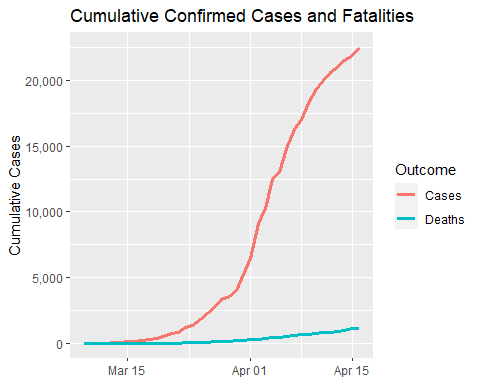 Cumulative Confirmed Cases and Fatalities
Cumulative Cases
20,000
15,000
10,000
5,000
0
Mar 15
Apr 01
Apr 15
Outcome
Cases
Deaths